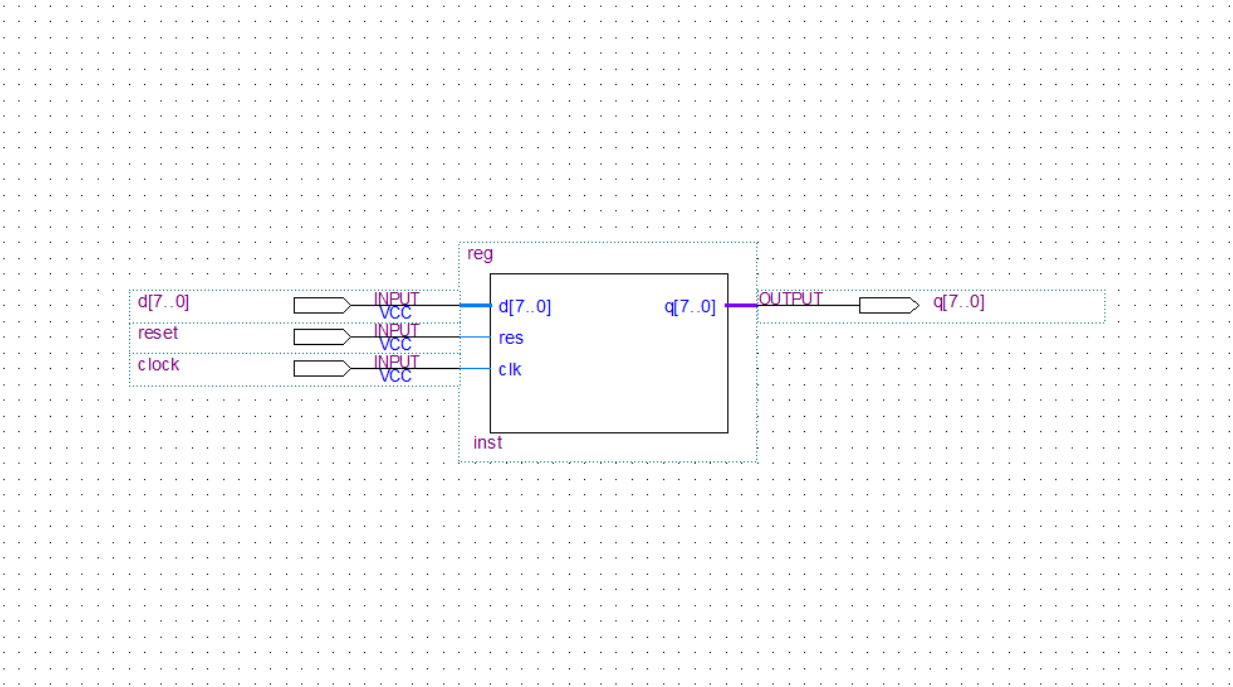 reg
d[7..0] INPUT VCC d[7..0] q[7..0] OUTPUT q[7..0]
reset INPUT VCC res
clock INPUT VCC clk
inst